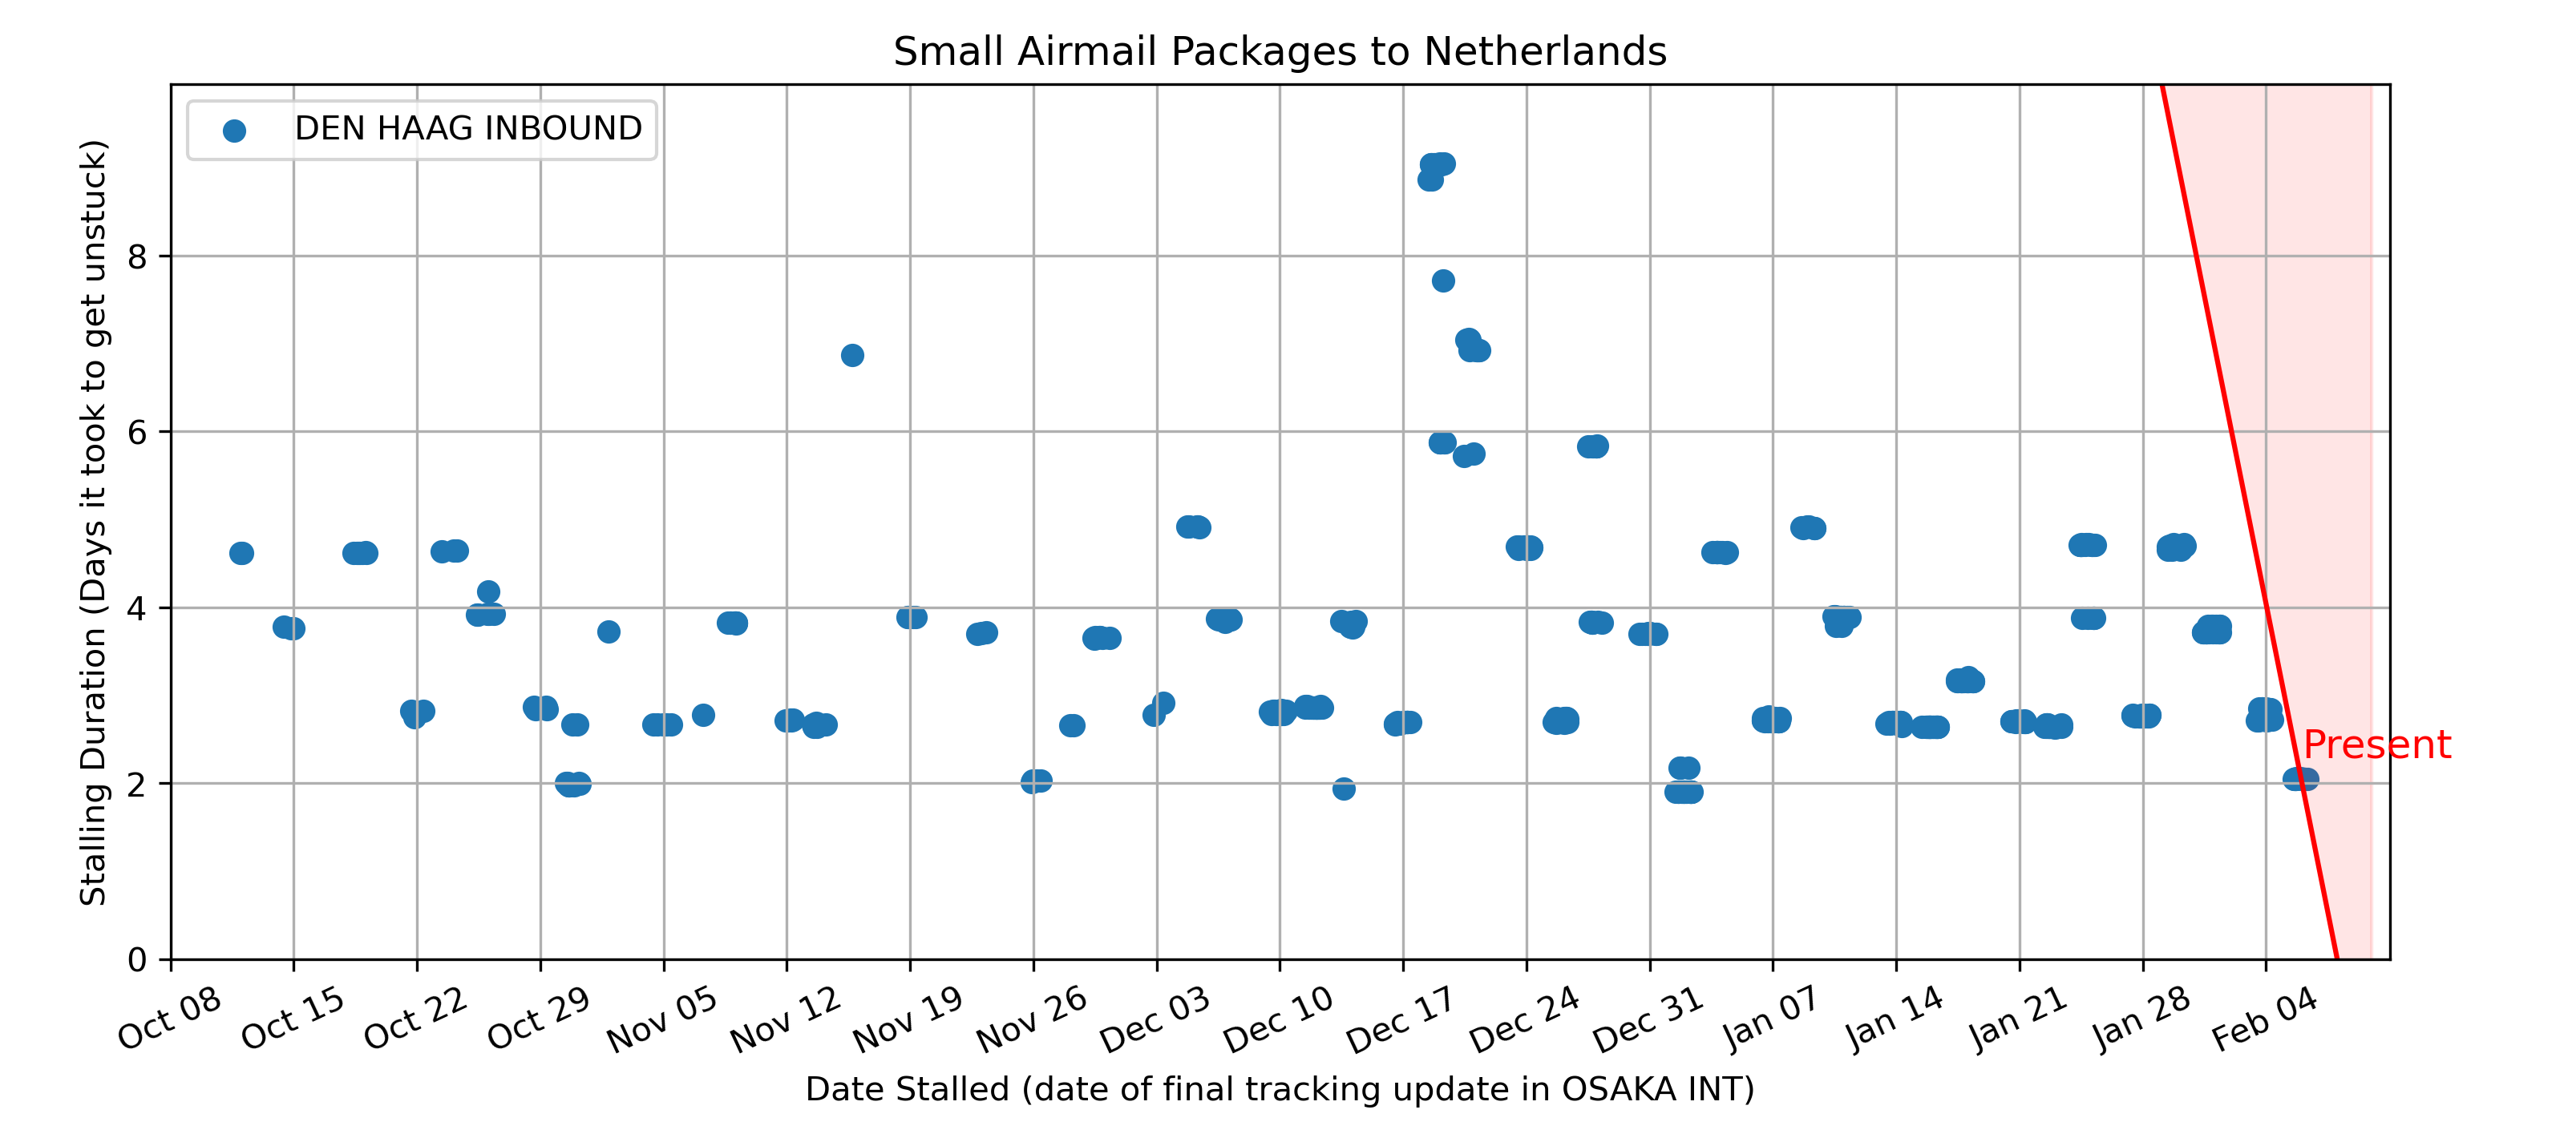 Small Airmail Packages to Netherlands
DEN HAAG INBOUND
Stalling Duration (Days it took to get unstuck)
8
6
4
2
0
Present
Oct 08
Oct 15
Oct 22
Oct 29
Nov 05
Nov 12
Nov 19
Nov 26
Dec 03
Dec 10
Dec 17
Dec 24
Dec 31
Jan 07
Jan 14
Jan 21
Jan 28
Feb 04
Date Stalled (date of final tracking update in OSAKA INT)